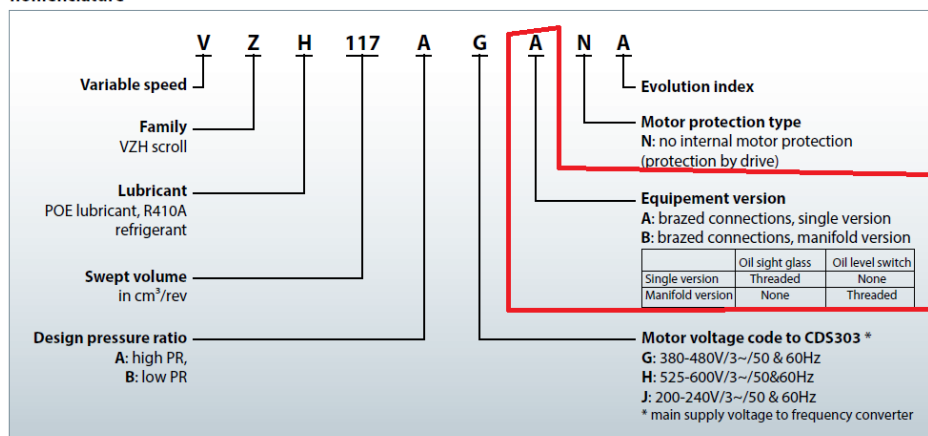 V Z H 117 A G A N A
Variable speed
Family
VZH scroll
Lubricant
POE lubricant, R410A
refrigerant
Swept volume
in cm³/rev
Design pressure ratio
A: high PR,
B: low PR
Evolution index
Motor protection type
N: no internal motor protection
(protection by drive)
Equipement version
A: brazed connections, single version
B: brazed connections, manifold version
Oil sight glass Oil level switch
Single version Threaded None
Manifold version None Threaded
Motor voltage code to CDS303 *
G: 380-480V/3~/50 & 60Hz
H: 525-600V/3~/50&60Hz
J: 200-240V/3~/50 & 60Hz
* main supply voltage to frequency converter